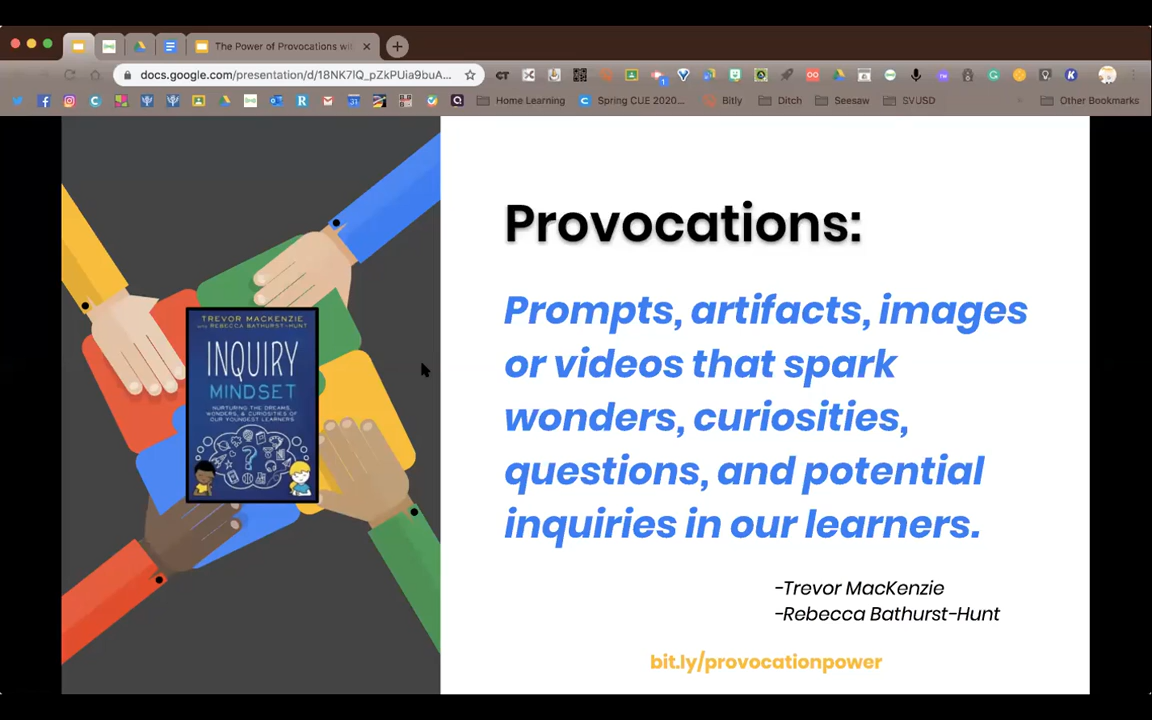 The Power of Provocations wit
docs.google.com/presentation/d/18NK7lQ_pZkPUia9buA...
Home Learning
Spring CUE 2020...
Bitly
Ditch
Seesaw
SVUSD
Other Bookmarks
TREVOR MACKENZIE
WITH REBECCA BATHURST-HUNT
INQUIRY
MINDSET
NURTURING THE DREAMS,
WONDERS, & CURIOSITIES OF
OUR YOUNGEST LEARNERS
Provocations:
Prompts, artifacts, images
or videos that spark
wonders, curiosities,
questions, and potential
inquiries in our learners.
-Trevor MacKenzie
-Rebecca Bathurst-Hunt
bit.ly/provocationpower